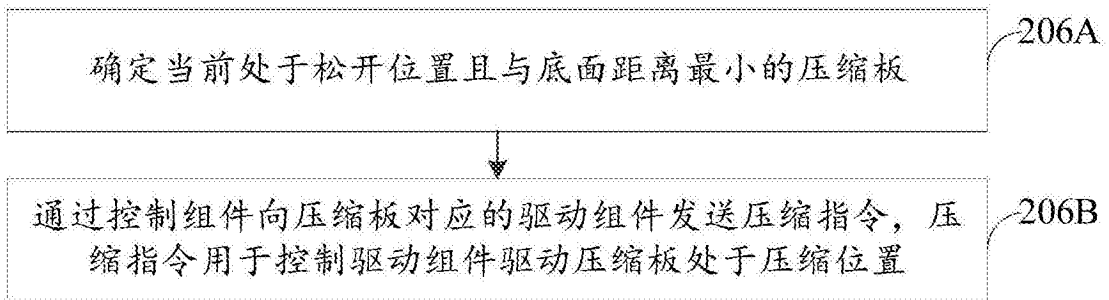 确定当前处于松开位置且与底面距离最小的压缩板
206A
通过控制组件向压缩板对应的驱动组件发送压缩指令，压
缩指令用于控制驱动组件驱动压缩板处于压缩位置
206B